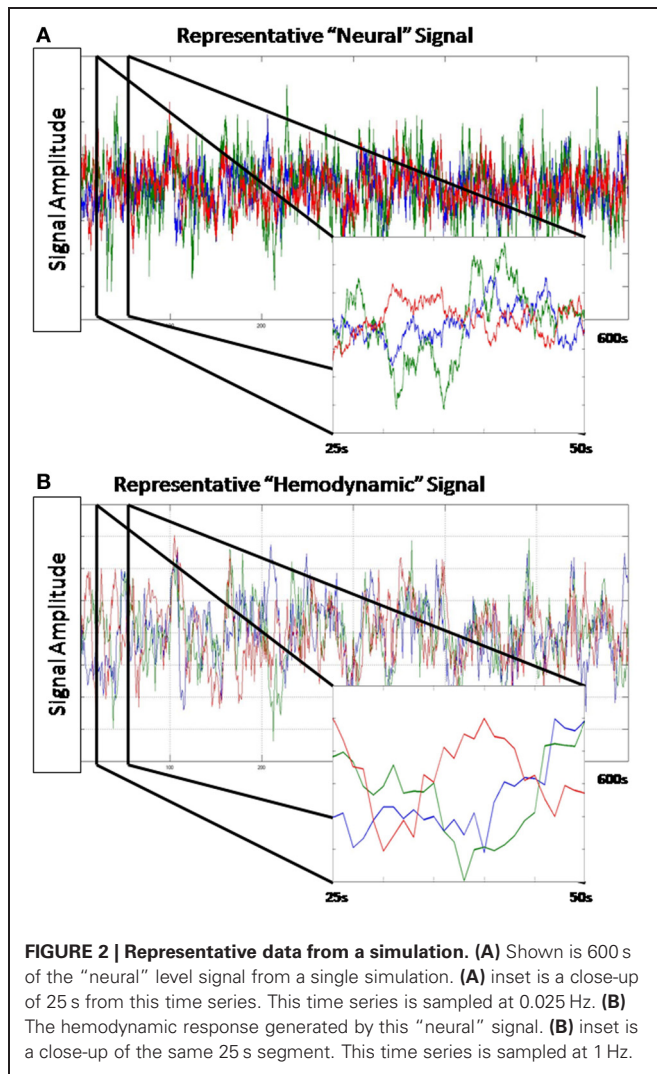 A
Representative “Neural” Signal
Signal Amplitude
100
200
600s
25s
50s
B
Representative “Hemodynamic” Signal
Signal Amplitude
100
200
600s
25s
50s
FIGURE 2 | Representative data from a simulation. (A) Shown is 600 s
of the “neural” level signal from a single simulation. (A) inset is a close-up
of 25 s from this time series. This time series is sampled at 0.025 Hz. (B)
The hemodynamic response generated by this “neural” signal. (B) inset is
a close-up of the same 25 s segment. This time series is sampled at 1 Hz.